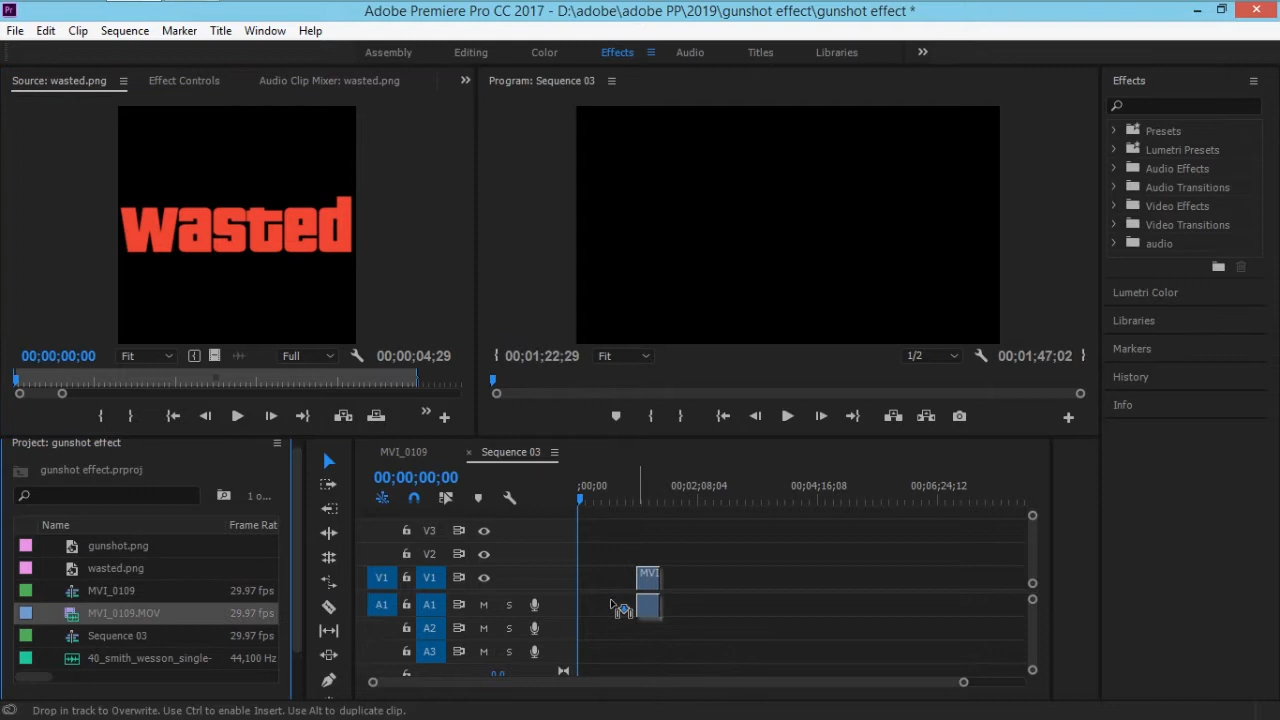 Pr Adobe Premiere Pro CC 2017 - D:\adobe\adobe PP\2019\gunshot effect\gunshot effect *
File Edit Clip Sequence Marker Title Window Help
Assembly Editing Color Effects Audio Titles Libraries
Source: wasted.png Effect Controls Audio Clip Mixer: wasted.png
Program: Sequence 03
Effects
wasted
Presets
Lumetri Presets
Audio Effects
Audio Transitions
Video Effects
Video Transitions
audio
Lumetri Color
Libraries
Markers
History
Info
00;00;00;00 Fit Full 00;00;04;29
00;01;22;29 Fit 1/2 00;01;47;02
Project: gunshot effect
gunshot effect.prproj
1 o...
Name Frame Rat
gunshot.png
wasted.png
MVI_0109 29.97 fps
MVI_0109.MOV 29.97 fps
Sequence 03 29.97 fps
40_smith_wesson_single- 44,100 Hz
MVI_0109 × Sequence 03
00;00;00;00
;00;00 00;02;08;04 00;04;16;08 00;06;24;12
V3
V2
V1 V1 MVI
A1 A1 M S
A2 M S
A3 M S
0.0
Drop in track to Overwrite. Use Ctrl to enable Insert. Use Alt to duplicate clip.